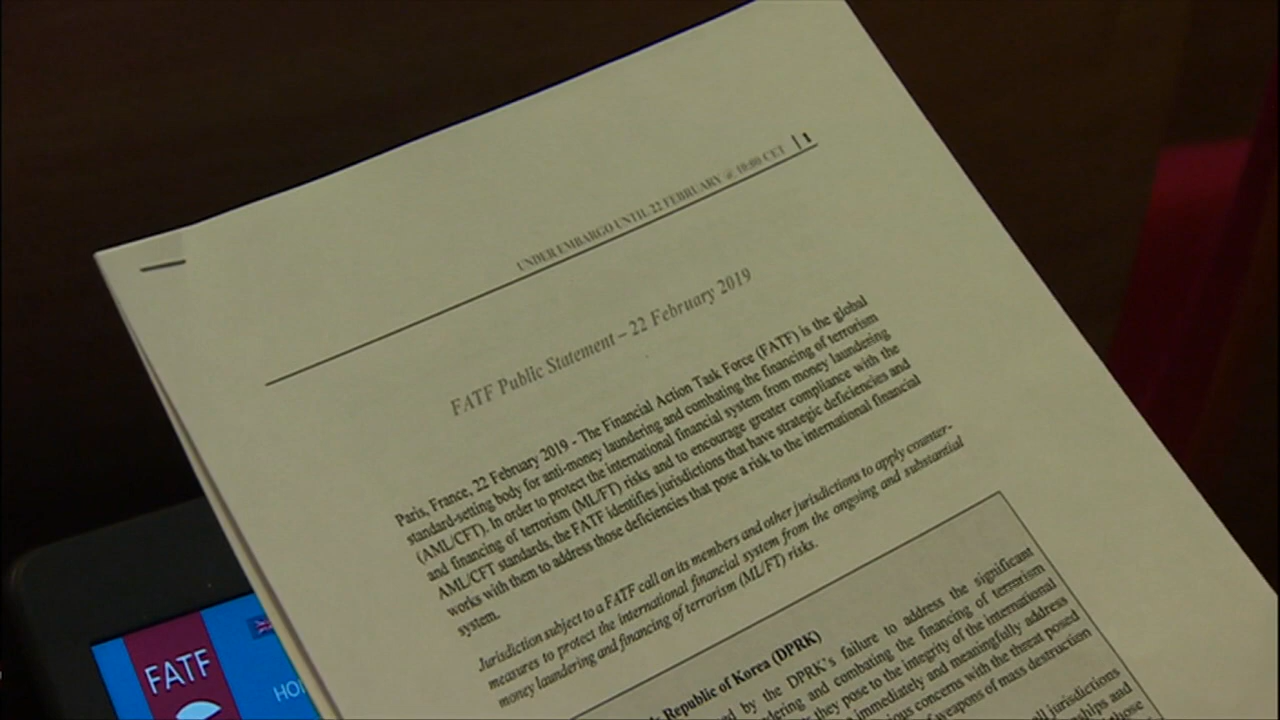 UNDER EMBARGO UNTIL 22 FEBRUARY @ 10:00 CET | 1
FATF Public Statement – 22 February 2019
Paris, France, 22 February 2019 - The Financial Action Task Force (FATF) is the global
standard-setting body for anti-money laundering and combating the financing of terrorism
(AML/CFT). In order to protect the international financial system from money laundering
and financing of terrorism (ML/FT) risks and to encourage greater compliance with the
AML/CFT standards, the FATF identifies jurisdictions that have strategic deficiencies and
works with them to address those deficiencies that pose a risk to the international financial
system.
Jurisdiction subject to a FATF call on its members and other jurisdictions to apply counter-
measures to protect the international financial system from the ongoing and substantial
money laundering and financing of terrorism (ML/FT) risks.
Republic of Korea (DPRK)
by the DPRK's failure to address the significant
and combating the financing of terrorism
they pose to the integrity of the international
immediately and meaningfully address
concerns with the threat posed
weapons of mass destruction
jurisdictions
and
FATF